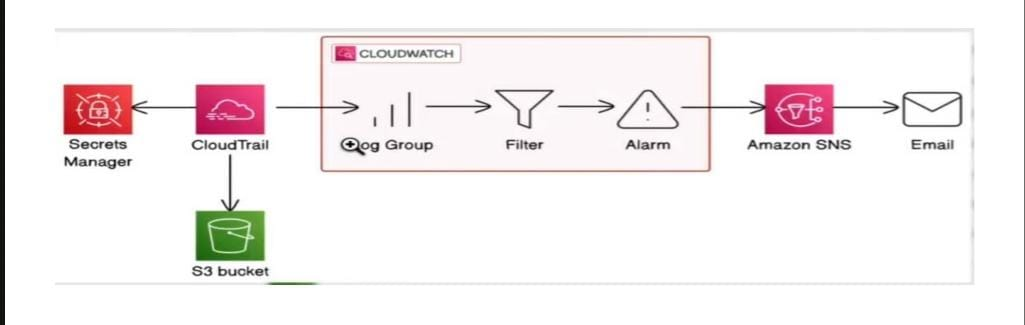 CLOUDWATCH
Secrets
Manager
CloudTrail
og Group
Filter
Alarm
Amazon SNS
Email
S3 bucket